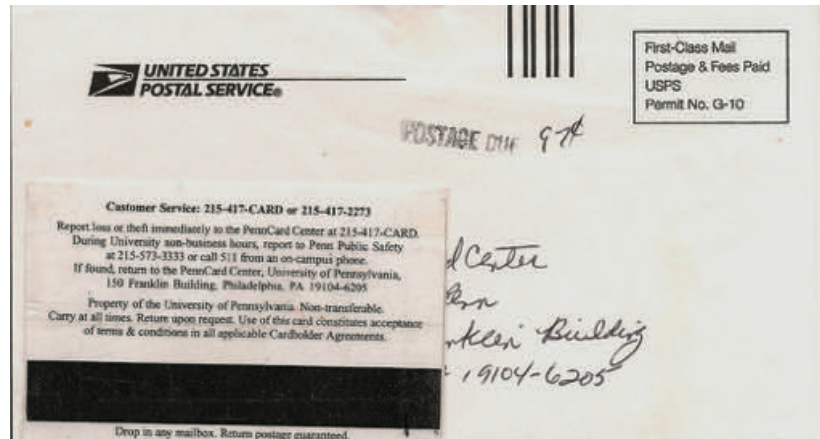 UNITED STATES
POSTAL SERVICE®
First-Class Mail
Postage & Fees Paid
USPS
Permit No. G-10
POSTAGE DUE 97¢
Customer Service: 215-417-CARD or 215-417-2273
Report loss or theft immediately to the PennCard Center at 215-417-CARD.
During University non-business hours, report to Penn Public Safety
at 215-573-3333 or call 511 from an on-campus phone.
If found, return to the PennCard Center, University of Pennsylvania,
150 Franklin Building, Philadelphia, PA 19104-6205
Property of the University of Pennsylvania. Non-transferable.
Carry at all times. Return upon request. Use of this card constitutes acceptance
of terms & conditions in all applicable Cardholder Agreements.
Drop in any mailbox. Return postage guaranteed.
d Center
enn
nklin Building
19104-6205